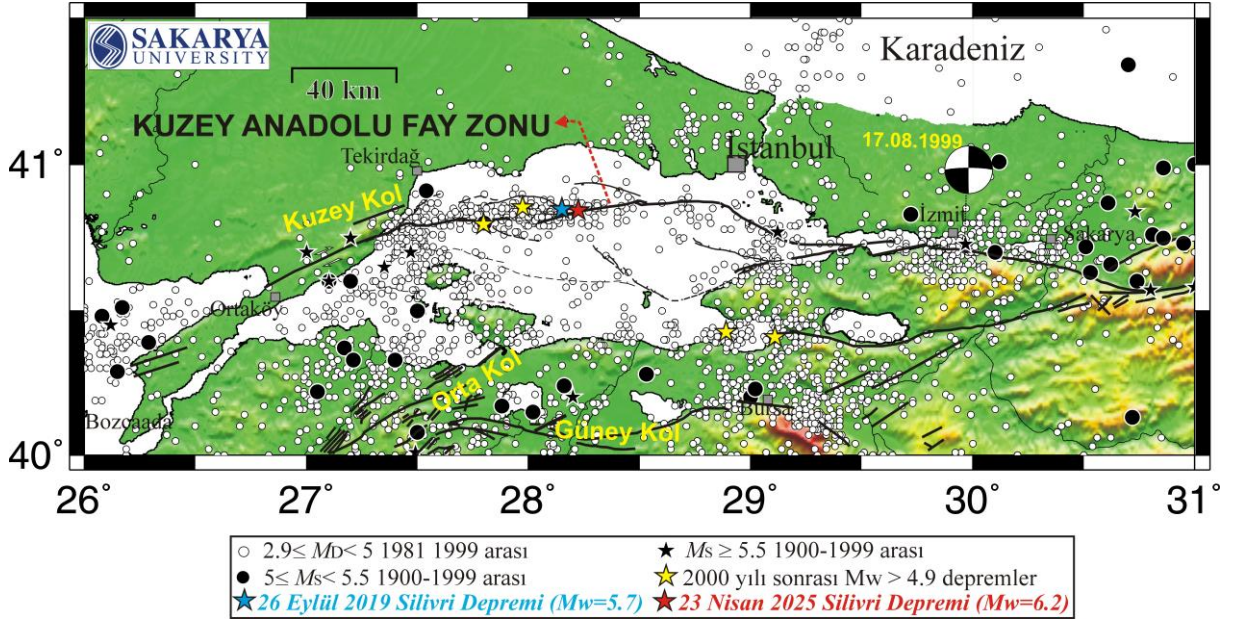 SAKARYA
UNIVERSITY
Karadeniz
40 km
KUZEY ANADOLU FAY ZONU
İstanbul
17.08.1999
41°
Tekirdağ
Kuzey Kol
İzmit
Sakarya
Ortaköy
Orta Kol
Bozcaada
Bursa
Güney Kol
40°
26° 27° 28° 29° 30° 31°
2.9≤ MD< 5 1981 1999 arası
MS ≥ 5.5 1900-1999 arası
5≤ MS< 5.5 1900-1999 arası
2000 yılı sonrası Mw > 4.9 depremler
26 Eylül 2019 Silivri Depremi (Mw=5.7)
23 Nisan 2025 Silivri Depremi (Mw=6.2)